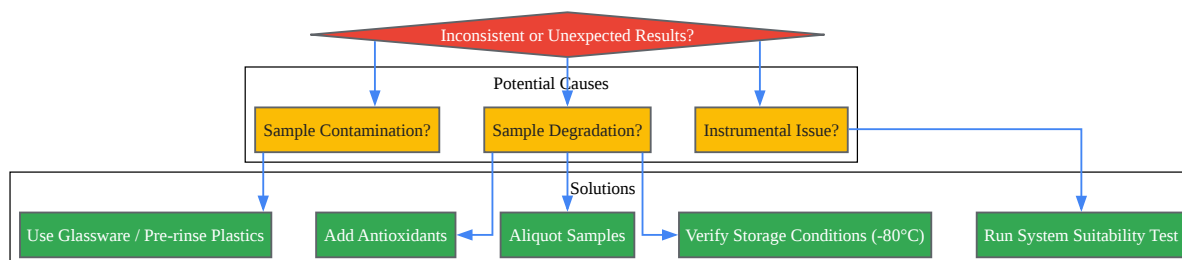 Inconsistent or Unexpected Results?
Potential Causes
Sample Contamination?
Sample Degradation?
Instrumental Issue?
Solutions
Use Glassware / Pre-rinse Plastics
Add Antioxidants
Aliquot Samples
Verify Storage Conditions (-80°C)
Run System Suitability Test